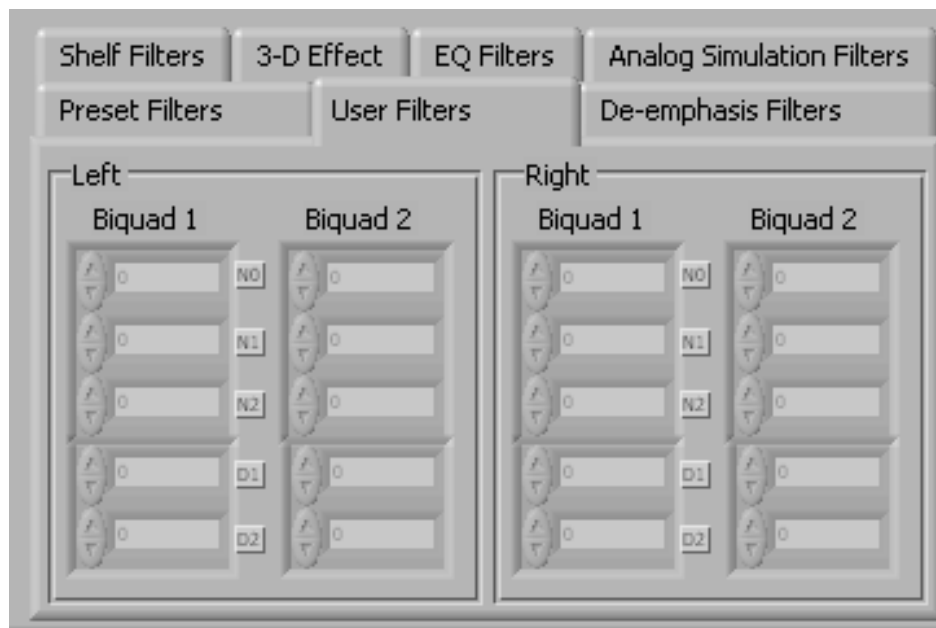 Shelf Filters 3-D Effect EQ Filters Analog Simulation Filters
Preset Filters User Filters De-emphasis Filters
Left Right
Biquad 1 Biquad 2 Biquad 1 Biquad 2
0 N0 0 0 N0 0
0 N1 0 0 N1 0
0 N2 0 0 N2 0
0 D1 0 0 D1 0
0 D2 0 0 D2 0